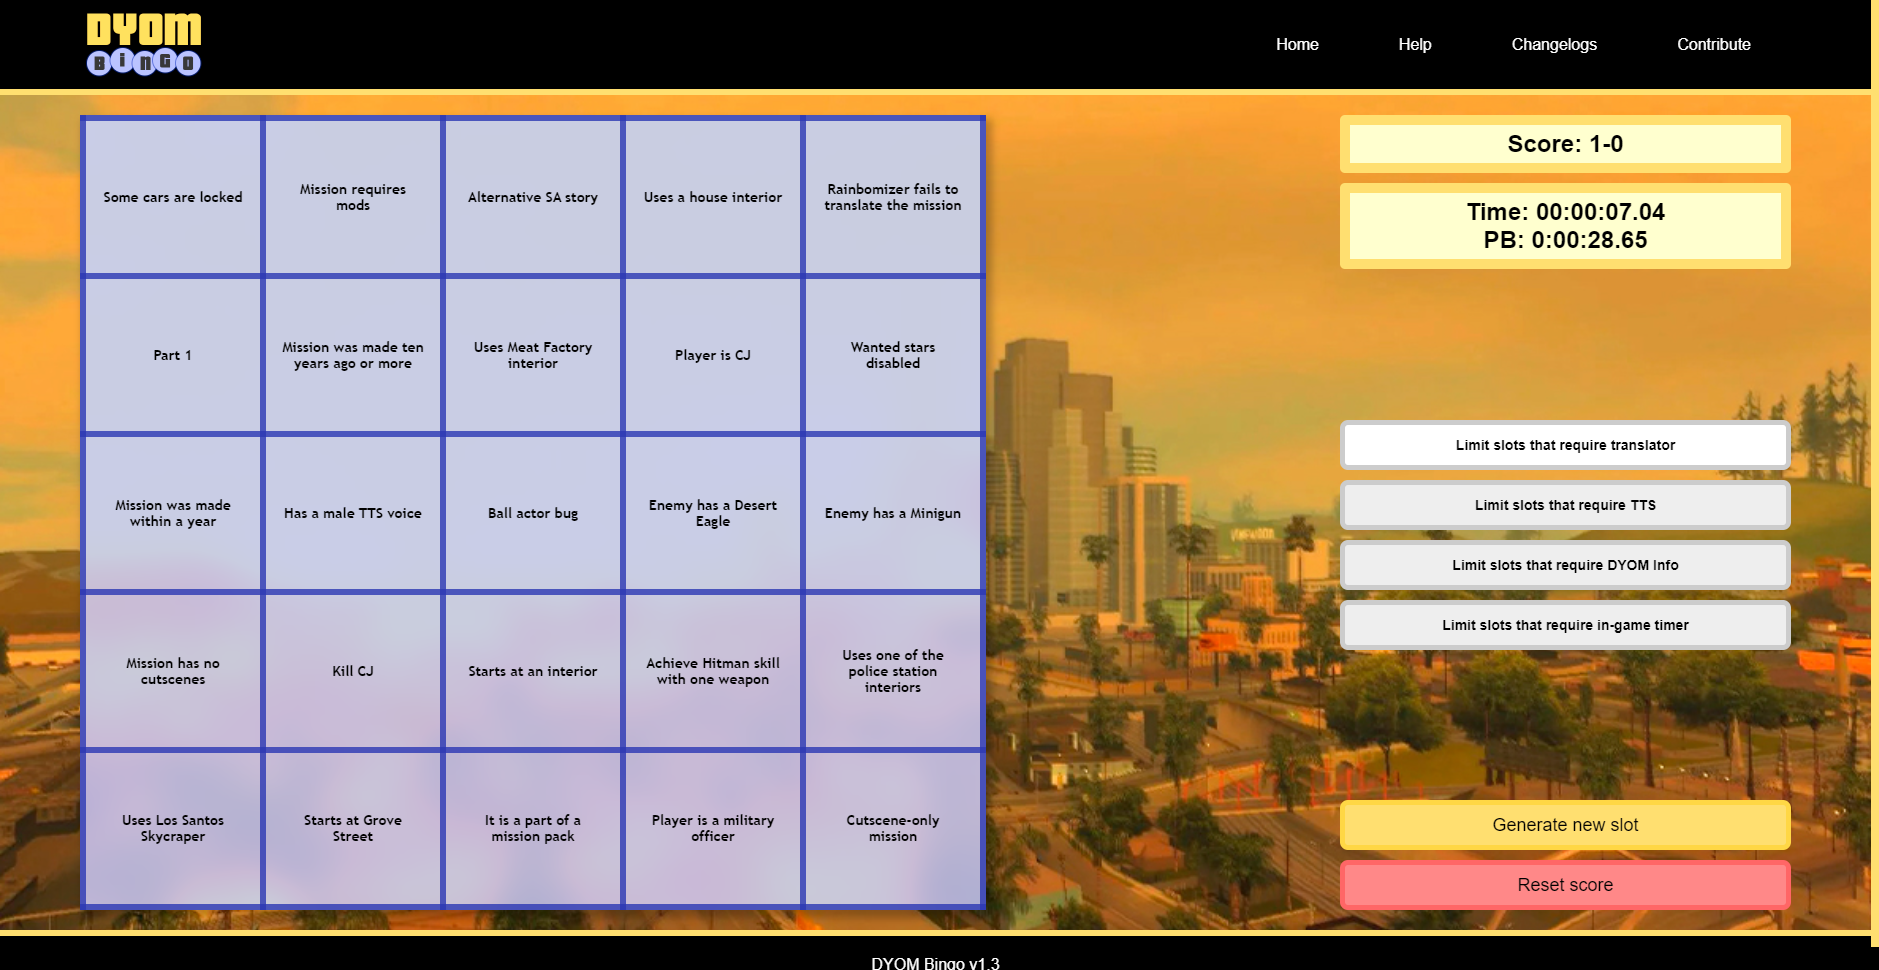 DYOM
BiNGO
Home
Help
Changelogs
Contribute
Some cars are locked
Mission requires
mods
Alternative SA story
Uses a house interior
Rainbomizer fails to
translate the mission
Part 1
Mission was made ten
years ago or more
Uses Meat Factory
interior
Player is CJ
Wanted stars
disabled
Mission was made
within a year
Has a male TTS voice
Ball actor bug
Enemy has a Desert
Eagle
Enemy has a Minigun
Mission has no
cutscenes
Kill CJ
Starts at an interior
Achieve Hitman skill
with one weapon
Uses one of the
police station
interiors
Uses Los Santos
Skycraper
Starts at Grove
Street
It is a part of a
mission pack
Player is a military
officer
Cutscene-only
mission
Score: 1-0
Time: 00:00:07.04
PB: 0:00:28.65
Limit slots that require translator
Limit slots that require TTS
Limit slots that require DYOM Info
Limit slots that require in-game timer
Generate new slot
Reset score
DYOM Bingo v1.3